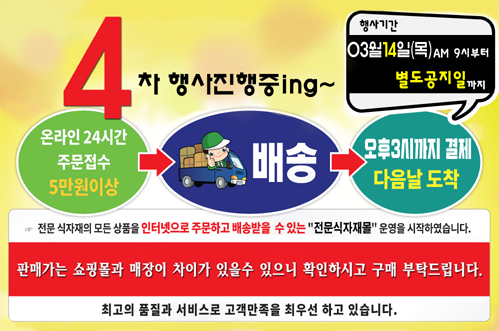 행사기간
03월14일(목) AM 9시부터
별도공지일까지
4차 행사진행중ing~
온라인 24시간
주문접수
5만원이상
배송
오후3시까지 결제
다음날 도착
☞ 전문 식자재의 모든 상품을 인터넷으로 주문하고 배송받을 수 있는 "전문식자재몰" 운영을 시작하였습니다.
판매가는 쇼핑몰과 매장이 차이가 있을수 있으니 확인하시고 구매 부탁드립니다.
최고의 품질과 서비스로 고객만족을 최우선 하고 있습니다.